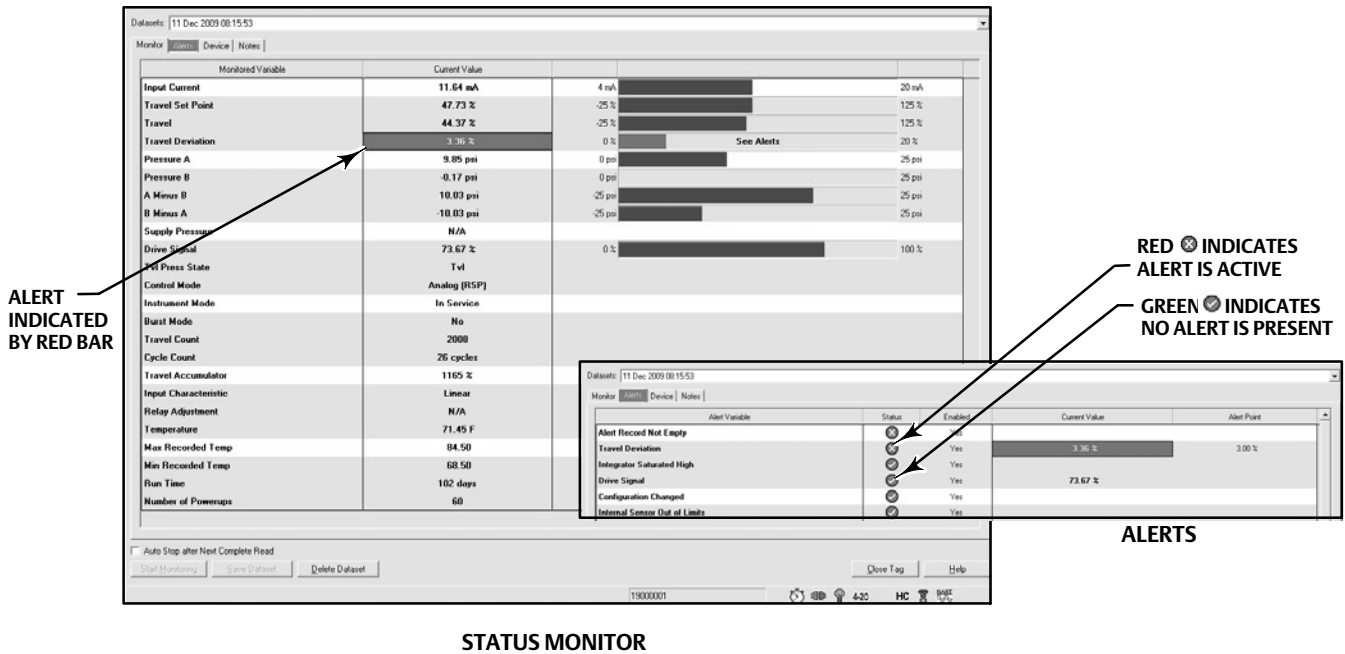 Datasets: 11 Dec 2009 08:15:53
Monitor Alerts Device Notes
Monitored Variable Current Value
Input Current 11.64 mA 4 mA 20 mA
Travel Set Point 47.73 % -25 % 125 %
Travel 44.37 % -25 % 125 %
Travel Deviation 3.36 % 0 % See Alerts 20 %
Pressure A 9.85 psi 0 psi 25 psi
Pressure B -0.17 psi 0 psi 25 psi
A Minus B 10.03 psi -25 psi 25 psi
B Minus A -10.03 psi -25 psi 25 psi
Supply Pressure N/A
Drive Signal 73.67 % 0 % 100 %
Tvl Press State Tvl
Control Mode Analog (RSP)
Instrument Mode In Service
Burst Mode No
Travel Count 2000
Cycle Count 26 cycles
Travel Accumulator 1165 %
Input Characteristic Linear
Relay Adjustment N/A
Temperature 71.45 F
Max Recorded Temp 84.50
Min Recorded Temp 68.50
Run Time 102 days
Number of Powerups 60
Auto Stop after Next Complete Read
Start Monitoring Save Dataset Delete Dataset Close Tag Help
19000001 4-20 HC HART
ALERT
INDICATED
BY RED BAR
RED INDICATES
ALERT IS ACTIVE
GREEN INDICATES
NO ALERT IS PRESENT
Datasets: 11 Dec 2009 08:15:53
Monitor Alerts Device Notes
Alert Variable Status Enabled Current Value Alert Point
Alert Record Not Empty Yes
Travel Deviation Yes 3.36 % 3.00 %
Integrator Saturated High Yes
Drive Signal Yes 73.67 %
Configuration Changed Yes
Internal Sensor Out of Limits Yes
ALERTS
STATUS MONITOR